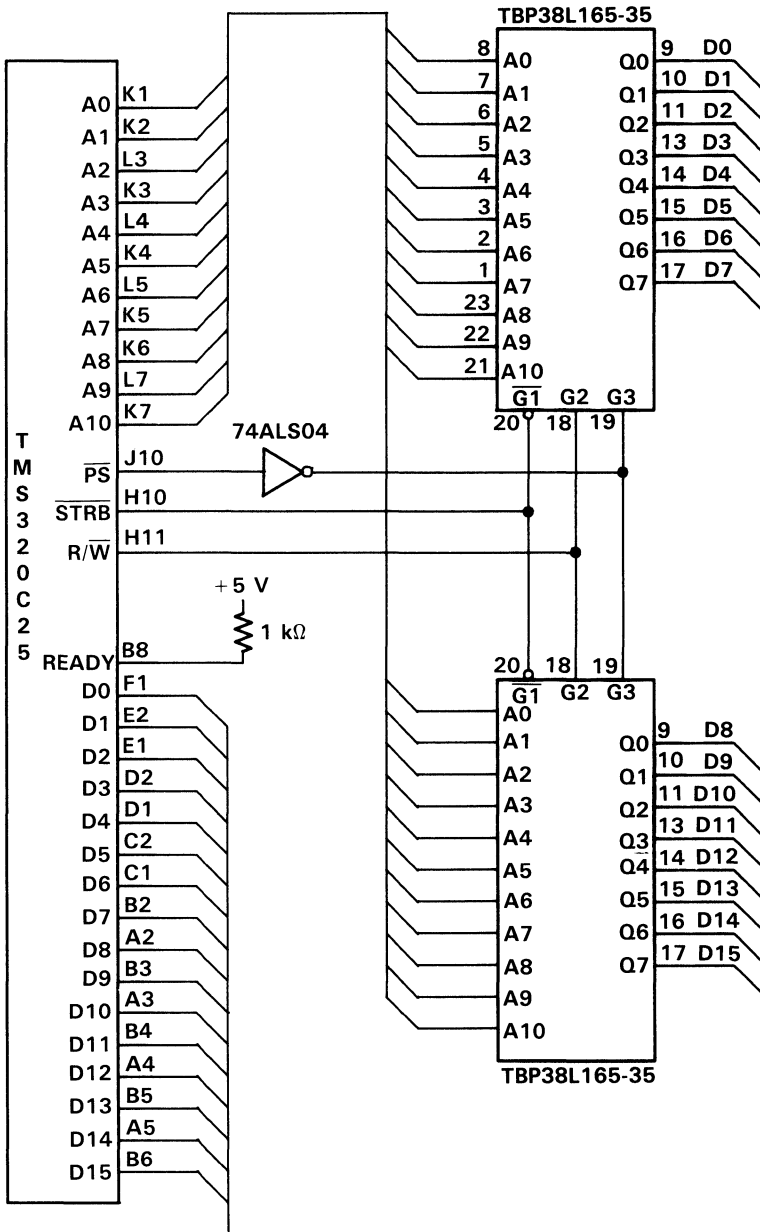 TBP38L165-35
8 A0 Q0 9 D0
7 A1 Q1 10 D1
6 A2 Q2 11 D2
5 A3 Q3 13 D3
4 A4 Q4 14 D4
3 A5 Q5 15 D5
2 A6 Q6 16 D6
1 A7 Q7 17 D7
23 A8
22 A9
21 A10
G1 G2 G3
20 18 19
A0 K1
A1 K2
A2 L3
A3 K3
A4 L4
A5 K4
A6 L5
A7 K5
A8 K6
A9 L7
A10 K7
TMS320C25
74ALS04
PS J10
STRB H10
R/W H11
+5 V
1 kΩ
READY B8
D0 F1
D1 E2
D2 E1
D3 D2
D4 D1
D5 C2
D6 C1
D7 B2
D8 A2
D9 B3
D10 A3
D11 B4
D12 A4
D13 B5
D14 A5
D15 B6
20 18 19
G1 G2 G3
A0
A1 Q0 9 D8
A2 Q1 10 D9
A3 Q2 11 D10
A4 Q3 13 D11
A5 Q4 14 D12
A6 Q5 15 D13
A7 Q6 16 D14
A8 Q7 17 D15
A9
A10
TBP38L165-35